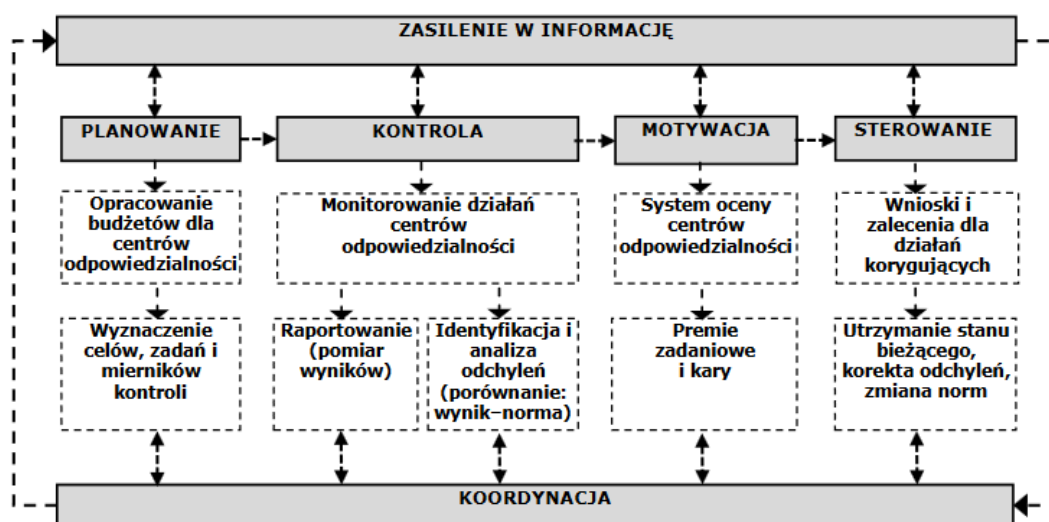 ZASILENIE W INFORMACJĘ
PLANOWANIE
KONTROLA
MOTYWACJA
STEROWANIE
Opracowanie
budżetów dla
centrów
odpowiedzialności
Monitorowanie działań
centrów
odpowiedzialności
System oceny
centrów
odpowiedzialności
Wnioski i
zalecenia dla
działań
korygujących
Wyznaczenie
celów, zadań i
mierników
kontroli
Raportowanie
(pomiar
wyników)
Identyfikacja i
analiza
odchyleń
(porównanie:
wynik–norma)
Premie
zadaniowe
i kary
Utrzymanie stanu
bieżącego,
korekta odchyleń,
zmiana norm
KOORDYNACJA